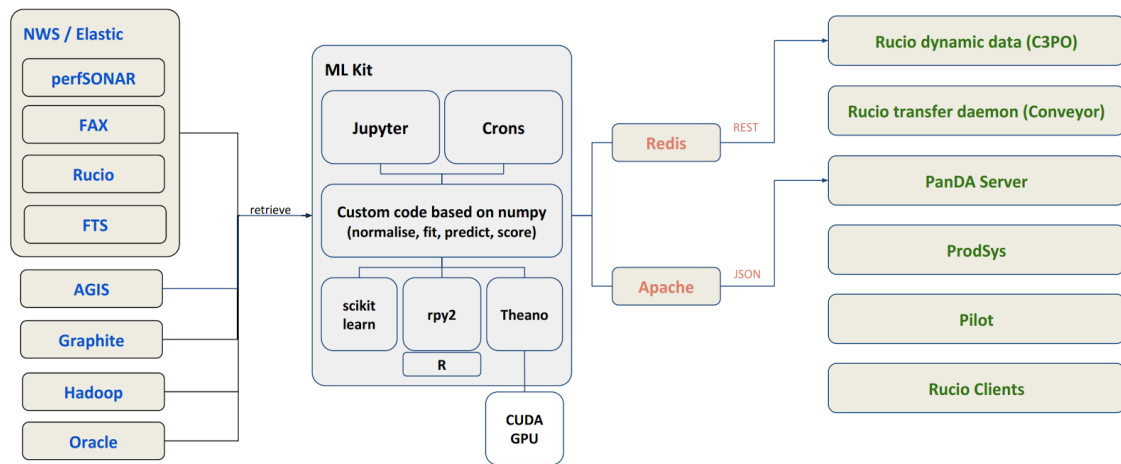 NWS / Elastic
perfSONAR
FAX
Rucio
FTS
AGIS
Graphite
Hadoop
Oracle
retrieve
ML Kit
Jupyter
Crons
Custom code based on numpy
(normalise, fit, predict, score)
scikit
learn
rpy2
R
Theano
CUDA
GPU
Redis
REST
Apache
JSON
Rucio dynamic data (C3PO)
Rucio transfer daemon (Conveyor)
PanDA Server
ProdSys
Pilot
Rucio Clients